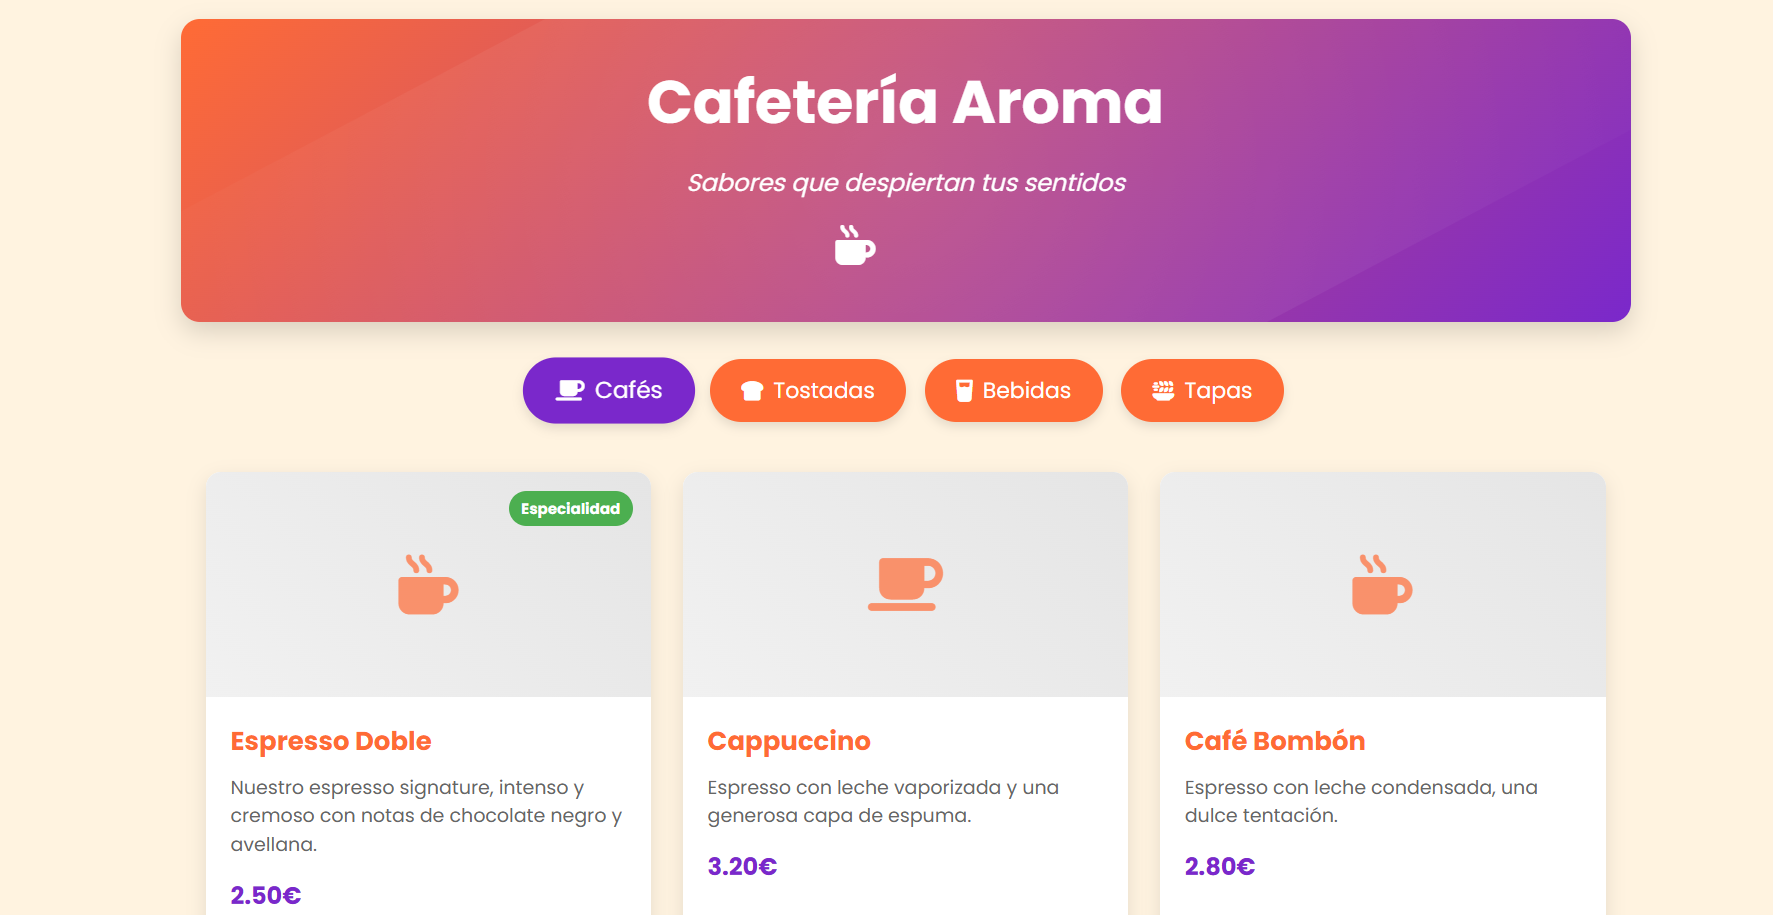 Cafetería Aroma
Sabores que despiertan tus sentidos
Cafés
Tostadas
Bebidas
Tapas
Especialidad
Espresso Doble
Nuestro espresso signature, intenso y
cremoso con notas de chocolate negro y
avellana.
2.50€
Cappuccino
Espresso con leche vaporizada y una
generosa capa de espuma.
3.20€
Café Bombón
Espresso con leche condensada, una
dulce tentación.
2.80€